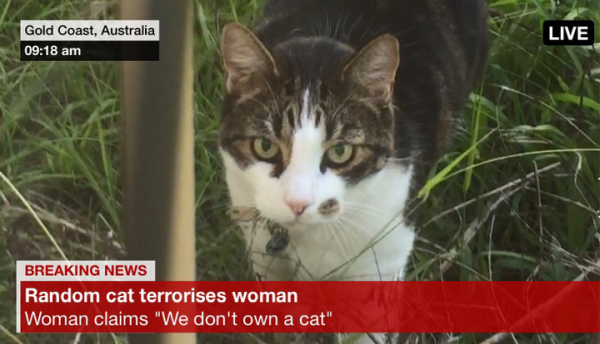 Gold Coast, Australia
LIVE
09:18 am
BREAKING NEWS
Random cat terrorises woman
Woman claims "We don't own a cat"